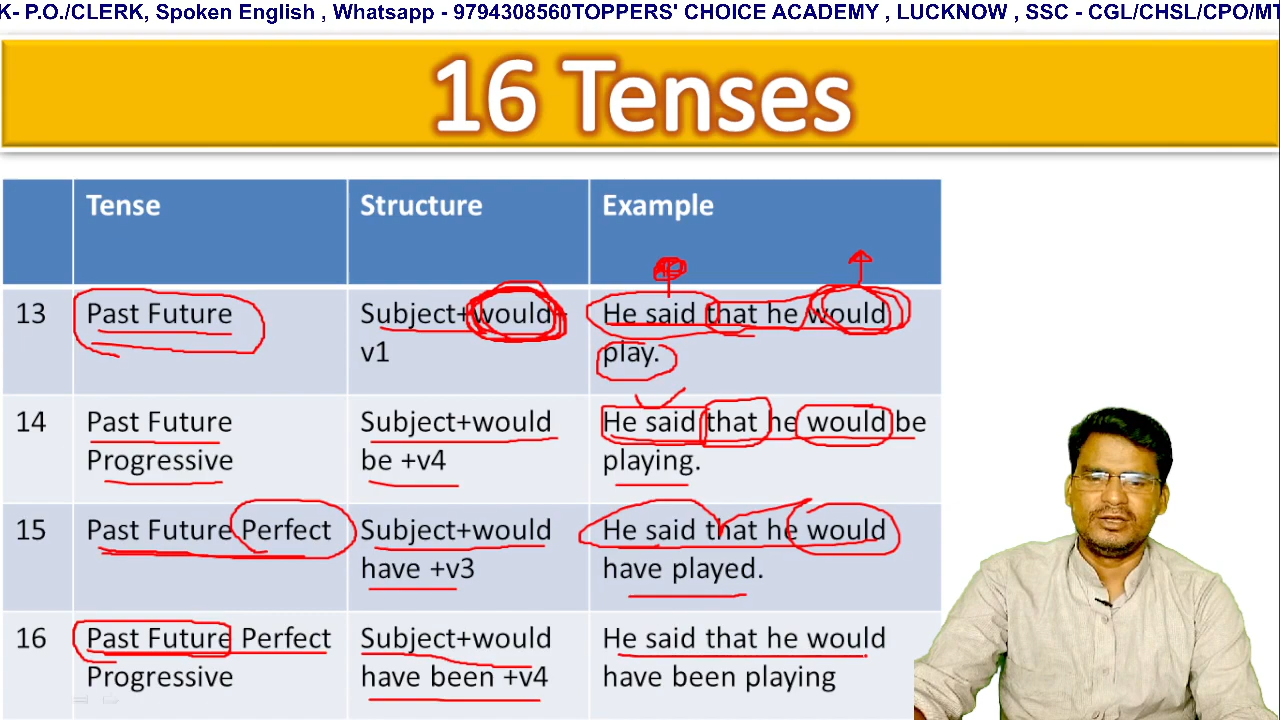 K- P.O./CLERK, Spoken English , Whatsapp - 9794308560TOPPERS' CHOICE ACADEMY , LUCKNOW , SSC - CGL/CHSL/CPO/MT
16 Tenses
Tense Structure Example
13 Past Future Subject+would+ He said that he would
v1 play.
14 Past Future Subject+would He said that he would be
Progressive be +v4 playing.
15 Past Future Perfect Subject+would He said that he would
have +v3 have played.
16 Past Future Perfect Subject+would He said that he would
Progressive have been +v4 have been playing